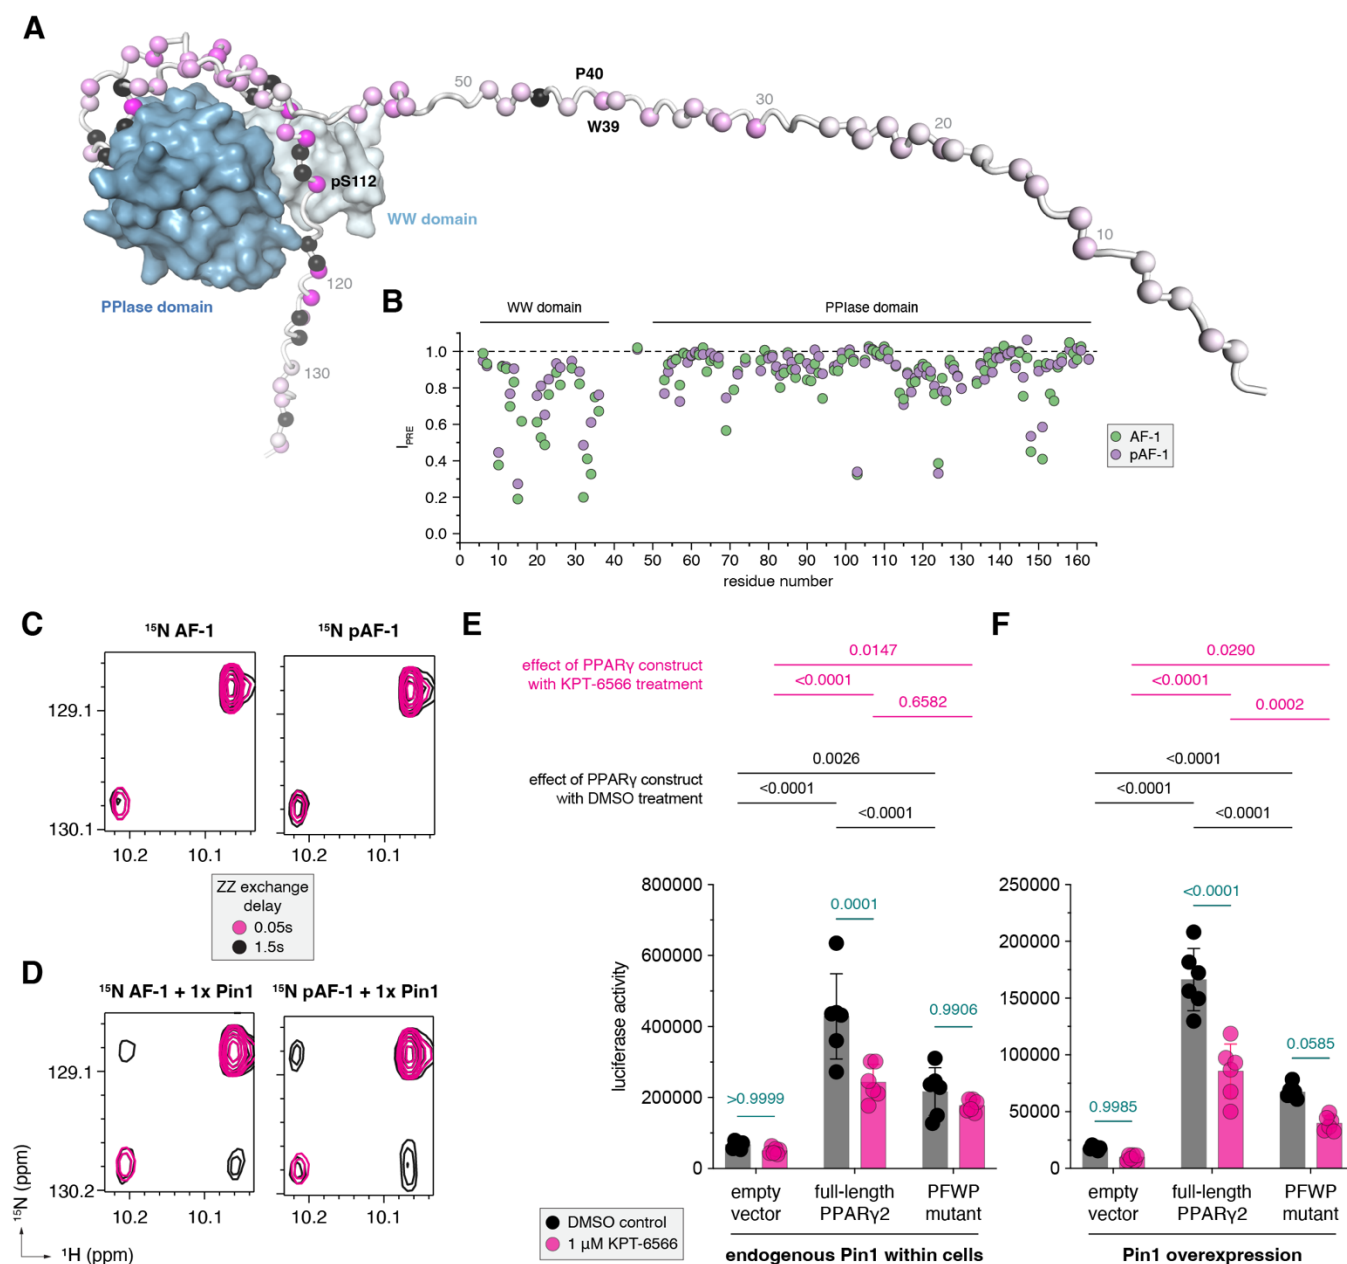 A
50
P40
W39
30
20
10
pS112
WW domain
PPIase domain
120
130
B
WW domain
PPIase domain
1.0
0.8
0.6
0.4
0.2
0.0
I_PRE
0 10 20 30 40 50 60 70 80 90 100 110 120 130 140 150 160
residue number
AF-1
pAF-1
C
¹⁵N AF-1
¹⁵N pAF-1
129.1
130.1
10.2 10.1
10.2 10.1
ZZ exchange
delay
0.05s
1.5s
D
¹⁵N AF-1 + 1x Pin1
¹⁵N pAF-1 + 1x Pin1
129.1
130.2
10.2 10.1
10.2 10.1
¹⁵N (ppm)
¹H (ppm)
E
effect of PPARγ construct
with KPT-6566 treatment
0.0147
<0.0001
0.6582
effect of PPARγ construct
with DMSO treatment
0.0026
<0.0001
<0.0001
800000
600000
400000
200000
0
luciferase activity
>0.9999
0.0001
0.9906
empty
vector
full-length
PPARγ2
PFWP
mutant
DMSO control
1 μM KPT-6566
endogenous Pin1 within cells
F
0.0290
<0.0001
0.0002
<0.0001
<0.0001
<0.0001
250000
200000
150000
100000
50000
0
0.9985
<0.0001
0.0585
empty
vector
full-length
PPARγ2
PFWP
mutant
Pin1 overexpression